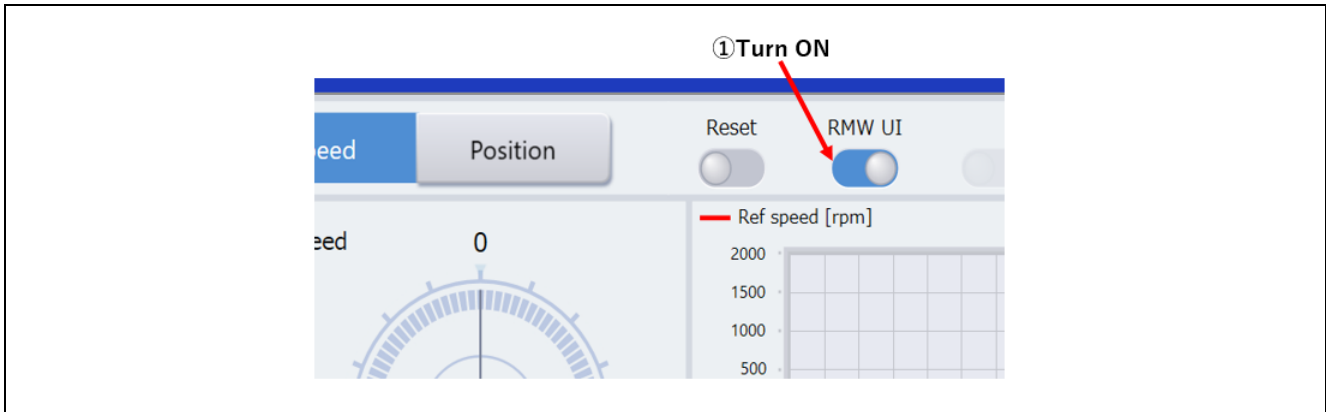 ①Turn ON
Reset
RMW UI
eed
Position
Ref speed [rpm]
eed
0
2000
1500
1000
500